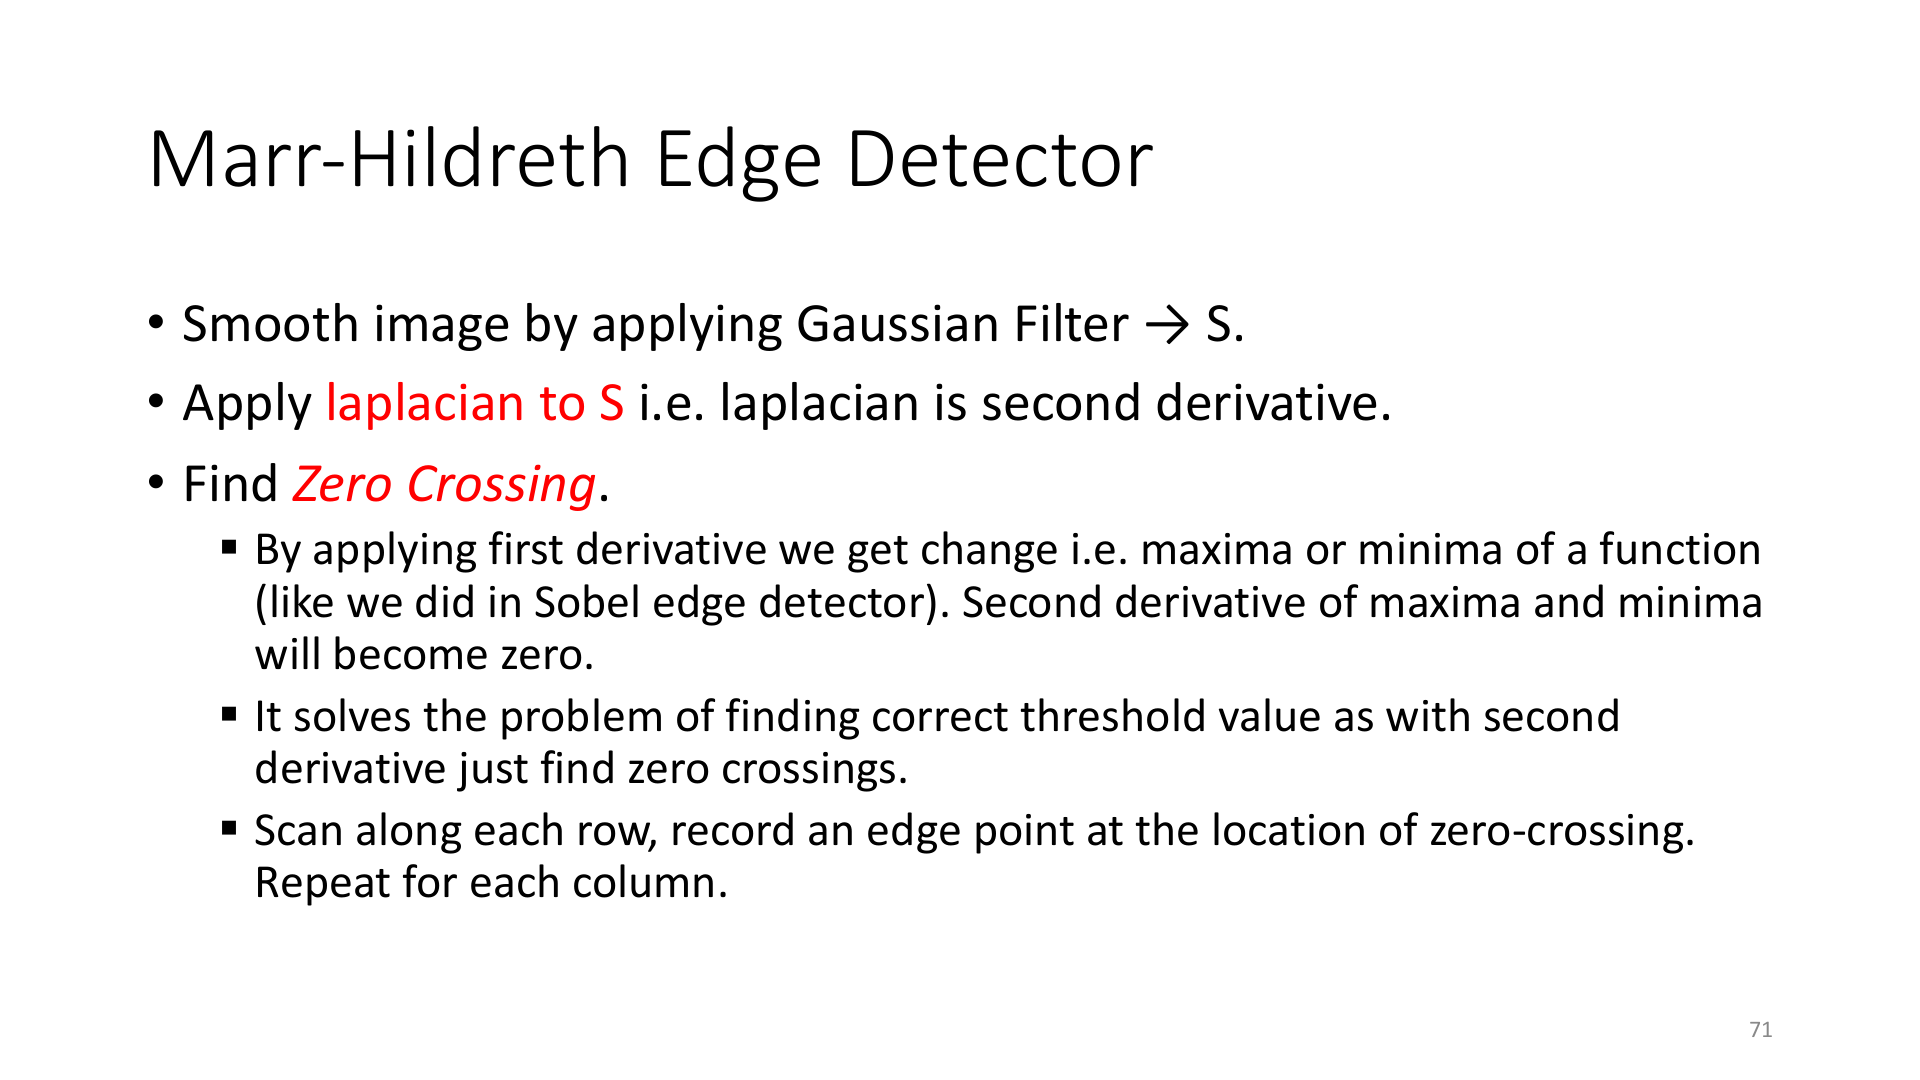 Marr-Hildreth Edge Detector
• Smooth image by applying Gaussian Filter → S.
• Apply laplacian to S i.e. laplacian is second derivative.
• Find Zero Crossing.
▪ By applying first derivative we get change i.e. maxima or minima of a function
(like we did in Sobel edge detector). Second derivative of maxima and minima
will become zero.
▪ It solves the problem of finding correct threshold value as with second
derivative just find zero crossings.
▪ Scan along each row, record an edge point at the location of zero-crossing.
Repeat for each column.
71